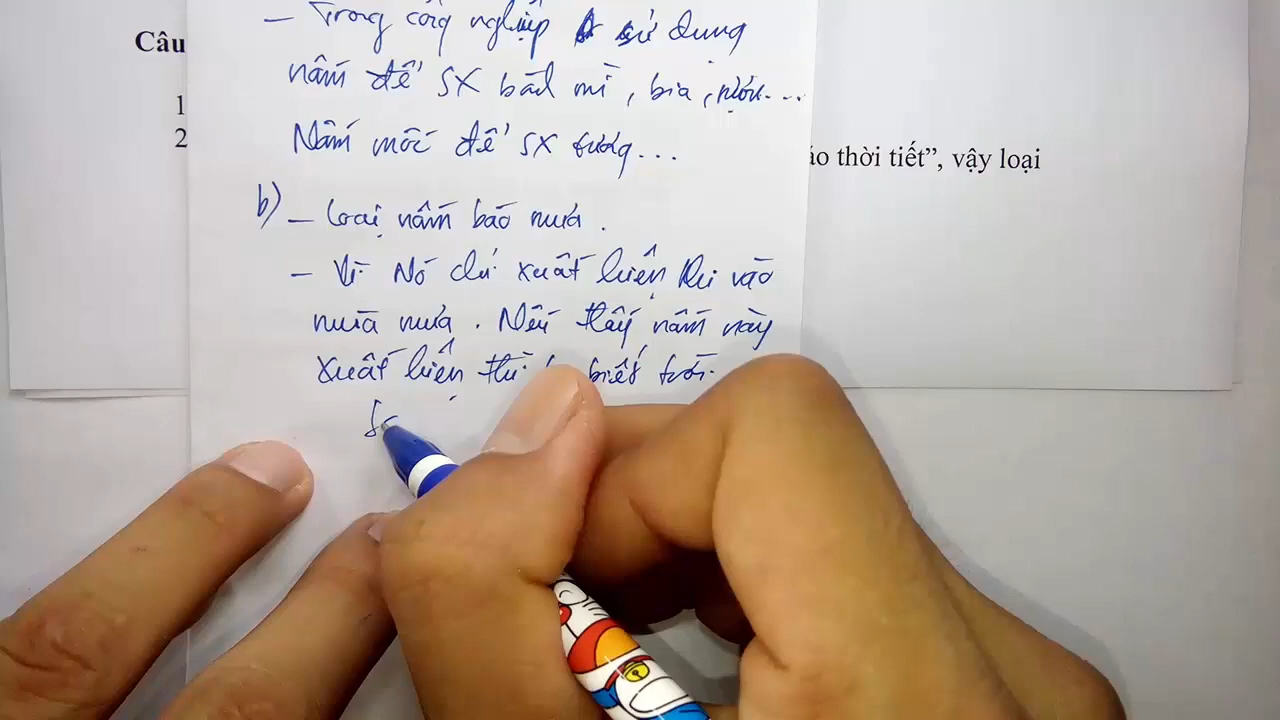 Câu
1
2
áo thời tiết”, vậy loại
– Trong công nghiệp sử dụng
nấm để SX bánh mì, bia, rượu...
Nấm mốc để SX tương...
b) – Loại nấm báo mưa.
– Vì Nó chỉ xuất hiện khi vào
mùa mưa. Nếu thấy nấm này
xuất hiện thì biết trời